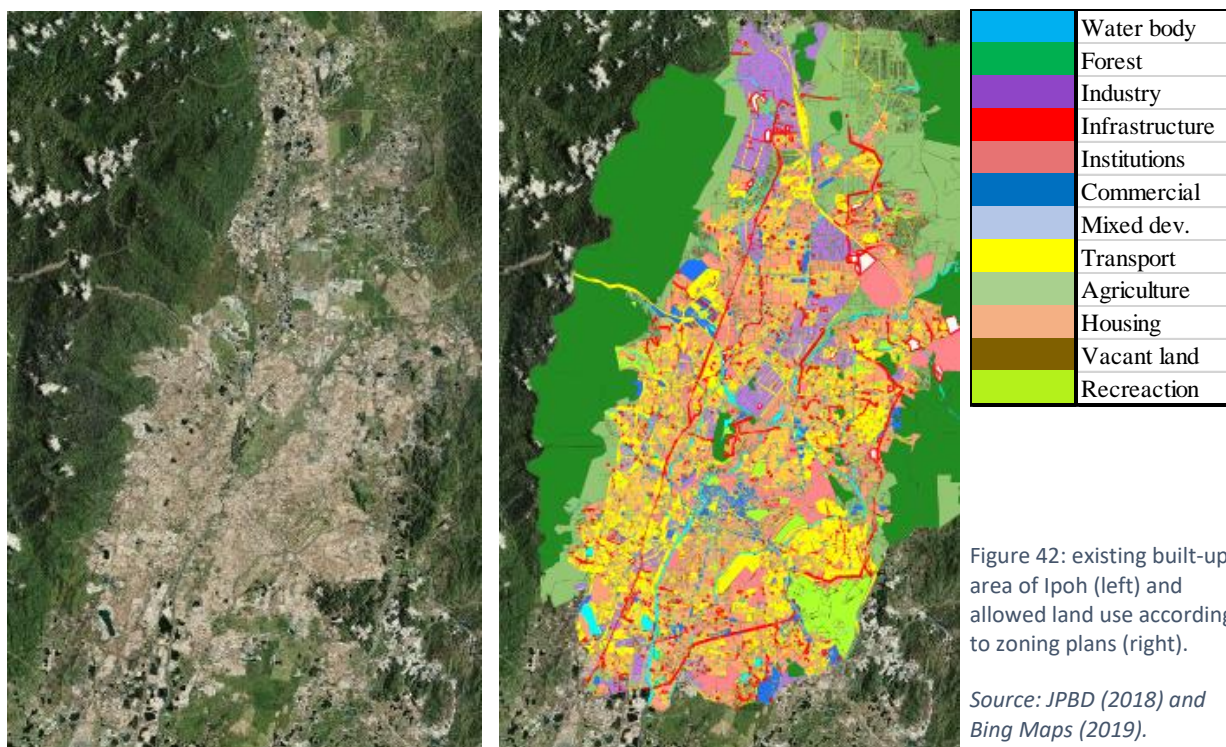 Water body
Forest
Industry
Infrastructure
Institutions
Commercial
Mixed dev.
Transport
Agriculture
Housing
Vacant land
Recreaction
Figure 42: existing built-up
area of Ipoh (left) and
allowed land use according
to zoning plans (right).
Source: JPBD (2018) and
Bing Maps (2019).